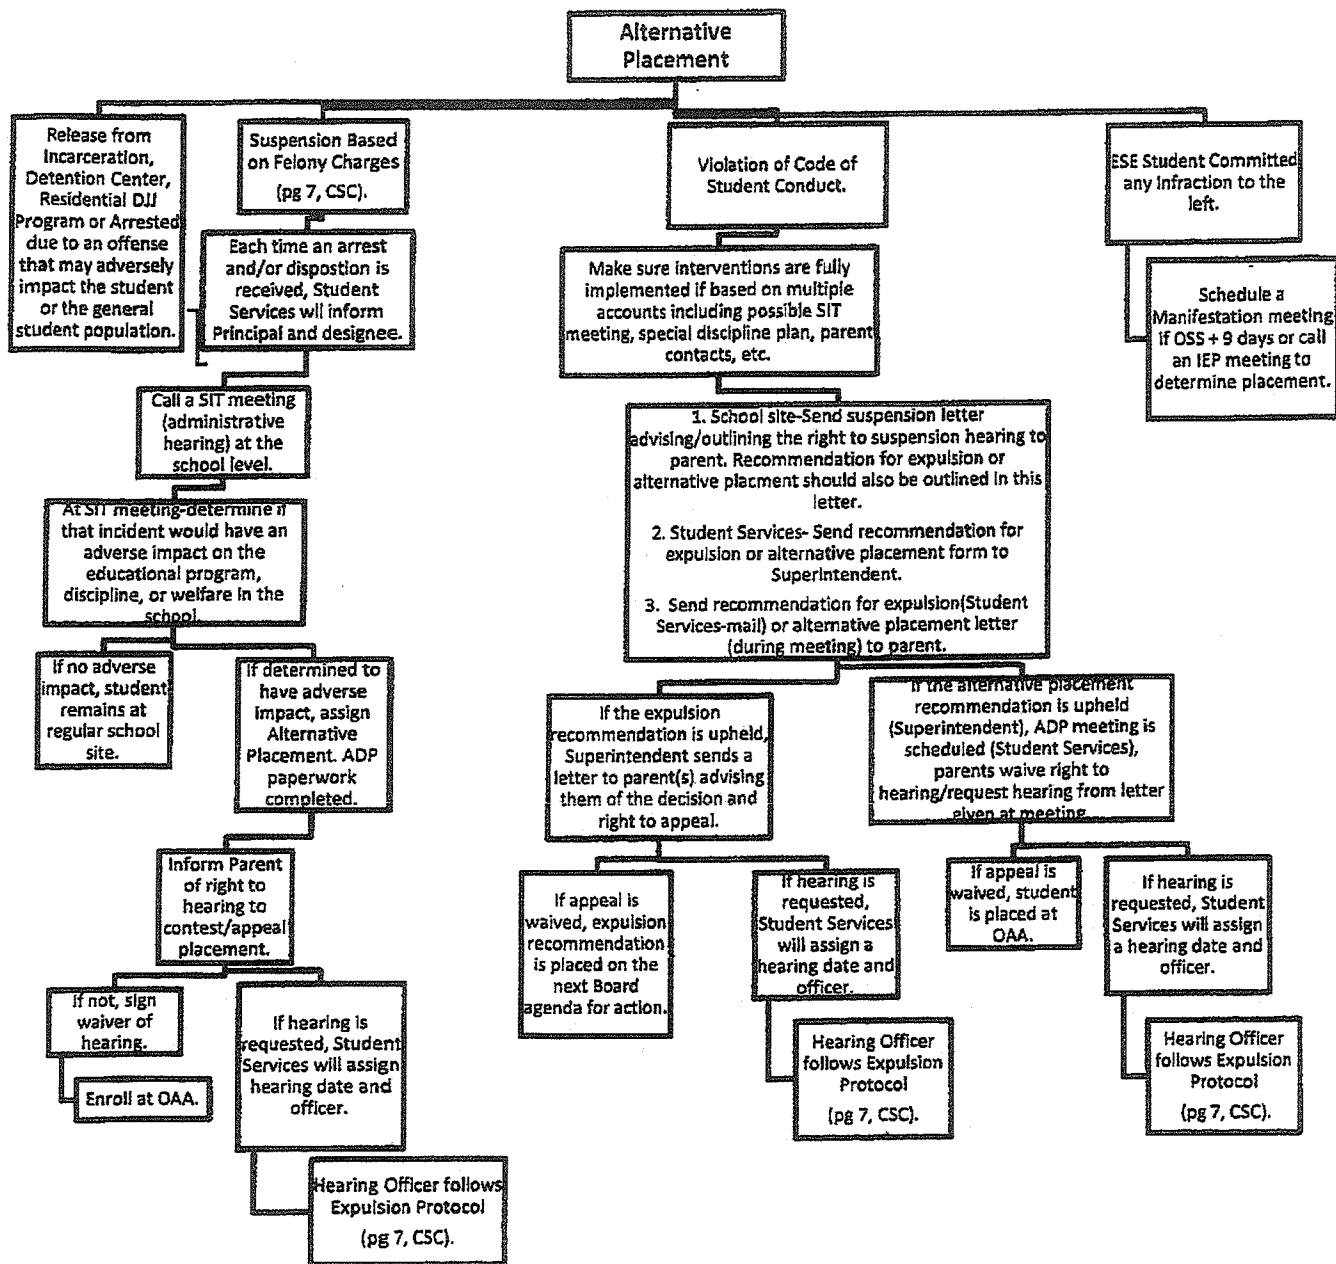 Alternative
Placement
Release from
Incarceration,
Detention Center,
Residential DJJ
Program or Arrested
due to an offense
that may adversely
impact the student
or the general
student population.
Suspension Based
on Felony Charges
(pg 7, CSC).
Each time an arrest
and/or dispostion is
received, Student
Services will inform
Principal and designee.
Call a SIT meeting
(administrative
hearing) at the
school level.
At SIT meeting-determine if
that incident would have an
adverse impact on the
educational program,
discipline, or welfare in the
school.
If no adverse
impact, student
remains at
regular school
site.
If determined to
have adverse
impact, assign
Alternative
Placement. ADP
paperwork
completed.
Inform Parent
of right to
hearing to
contest/appeal
placement.
If not, sign
waiver of
hearing.
Enroll at OAA.
If hearing is
requested, Student
Services will assign
hearing date and
officer.
Hearing Officer follows
Expulsion Protocol
(pg 7, CSC).
Violation of Code of
Student Conduct.
Make sure interventions are fully
implemented if based on multiple
accounts including possible SIT
meeting, special discipline plan, parent
contacts, etc.
1. School site-Send suspension letter
advising/outlining the right to suspension hearing to
parent. Recommendation for expulsion or
alternative placment should also be outlined in this
letter.
2. Student Services- Send recommendation for
expulsion or alternative placement form to
Superintendent.
3. Send recommendation for expulsion(Student
Services-mail) or alternative placement letter
(during meeting) to parent.
If the expulsion
recommendation is upheld,
Superintendent sends a
letter to parent(s) advising
them of the decision and
right to appeal.
If appeal is
waived, expulsion
recommendation
is placed on the
next Board
agenda for action.
If hearing is
requested,
Student Services
will assign a
hearing date and
officer.
Hearing Officer
follows Expulsion
Protocol
(pg 7, CSC).
If the alternative placement
recommendation is upheld
(Superintendent), ADP meeting is
scheduled (Student Services),
parents waive right to
hearing/request hearing from letter
given at meeting.
If appeal is
waived, student
is placed at
OAA.
If hearing is
requested, Student
Services will assign
a hearing date and
officer.
Hearing Officer
follows Expulsion
Protocol
(pg 7, CSC).
ESE Student Committed
any Infraction to the
left.
Schedule a
Manifestation meeting
if OSS + 9 days or call
an IEP meeting to
determine placement.